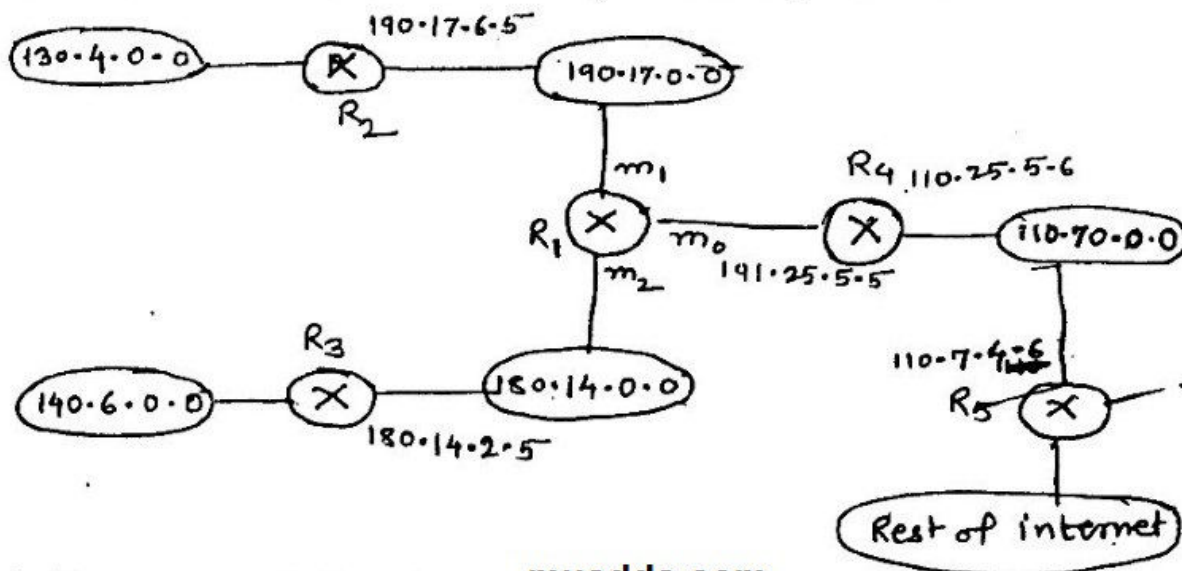 190.17.6.5
130.4.0.0
190.17.0.0
R2
m1
R4
110.25.5.6
R1
m0
110.70.0.0
191.25.5.5
m2
R3
110.7.4.6
140.6.0.0
180.14.0.0
R5
180.14.2.5
Rest of internet